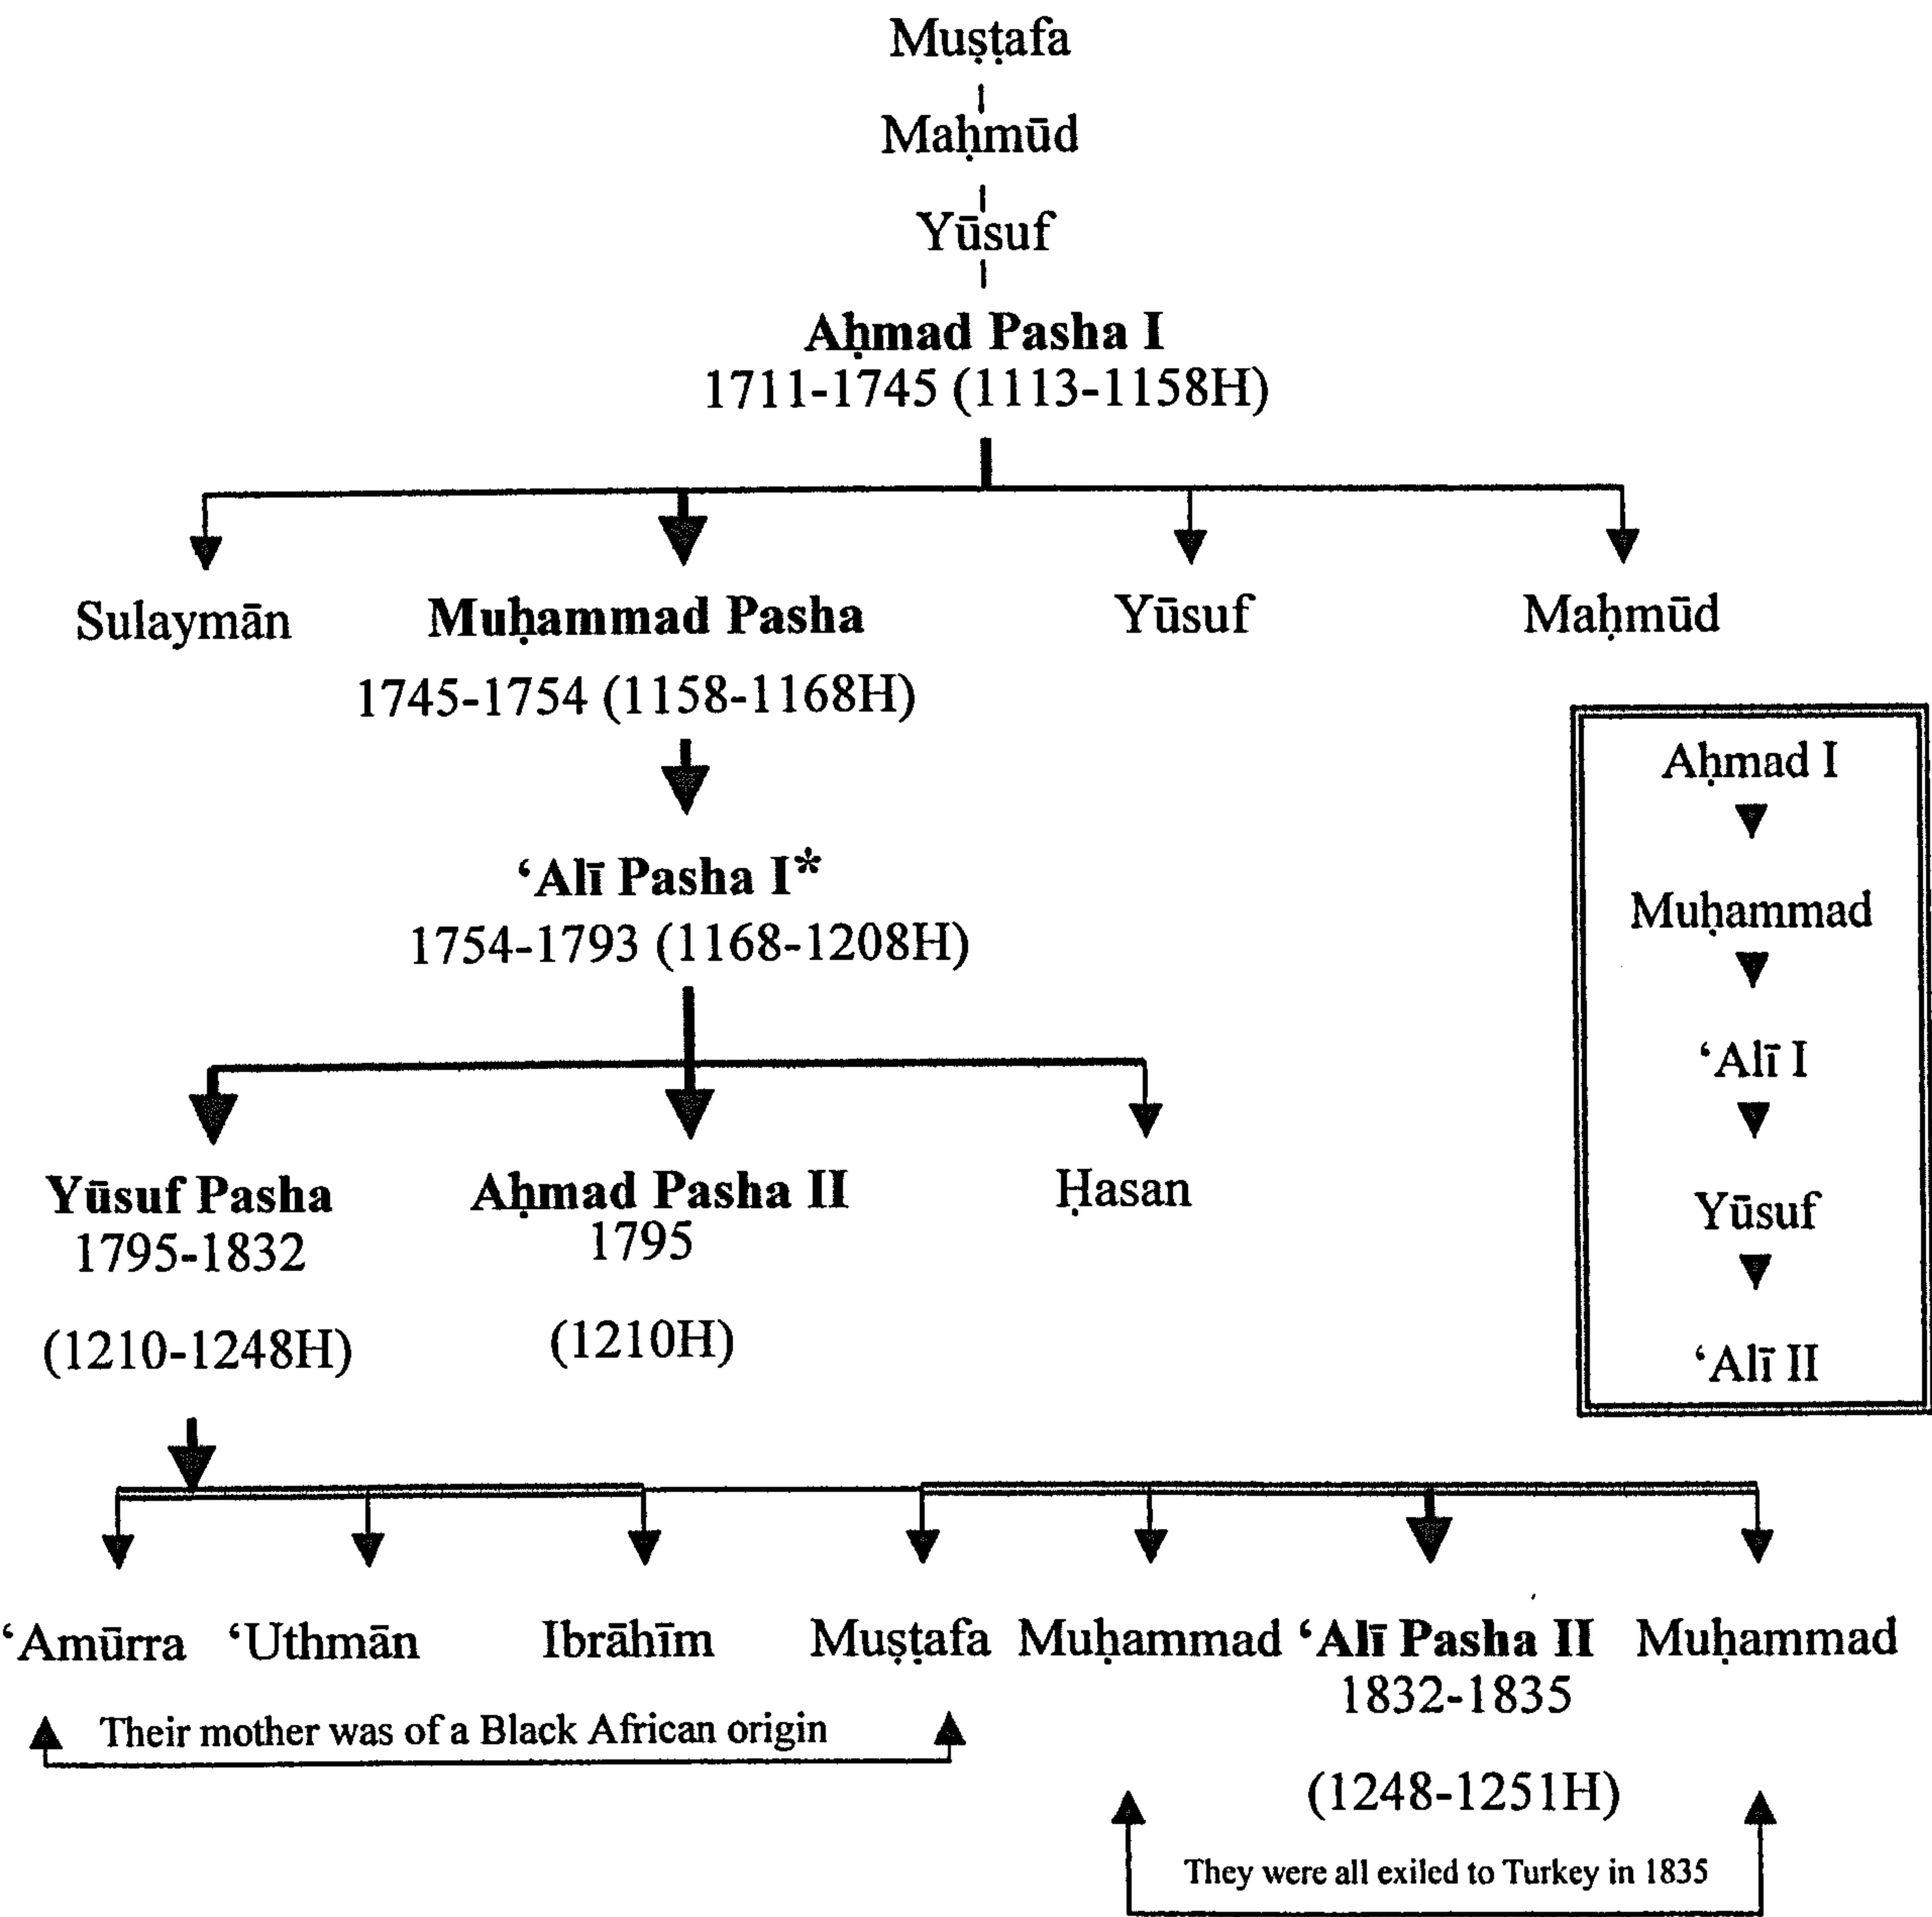 Muṣṭafa
Maḥmūd
Yūsuf
Aḥmad Pasha I
1711-1745 (1113-1158H)
Sulaymān
Muḥammad Pasha
1745-1754 (1158-1168H)
Yūsuf
Maḥmūd
‘Alī Pasha I*
1754-1793 (1168-1208H)
Yūsuf Pasha
1795-1832
(1210-1248H)
Aḥmad Pasha II
1795
(1210H)
Ḥasan
Aḥmad I
Muḥammad
‘Alī I
Yūsuf
‘Alī II
‘Amūrra
‘Uthmān
Ibrāhīm
Muṣṭafa
Muḥammad
‘Alī Pasha II
1832-1835
(1248-1251H)
Muḥammad
Their mother was of a Black African origin
They were all exiled to Turkey in 1835